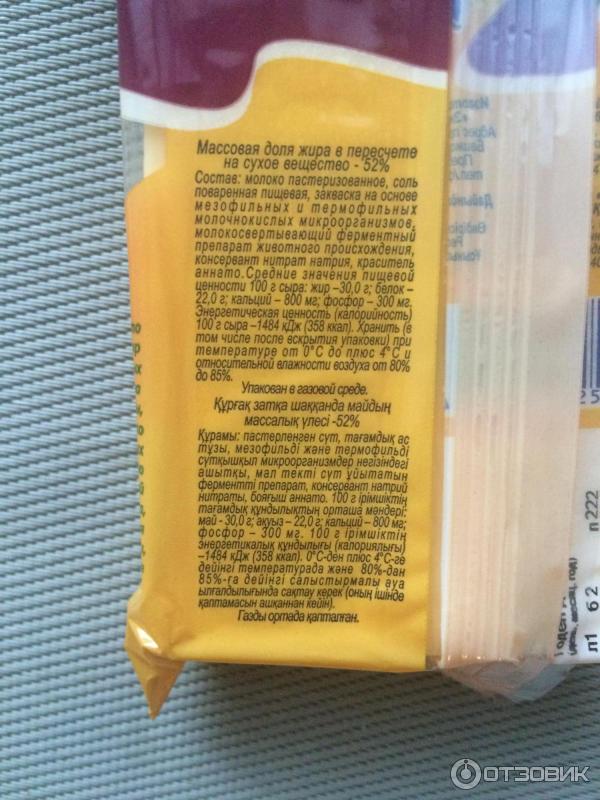 Массовая доля жира в пересчете
на сухое вещество - 52%
Состав: молоко пастеризованное, соль
поваренная пищевая, закваска на основе
мезофильных и термофильных
молочнокислых микроорганизмов,
молокосвертывающий ферментный
препарат животного происхождения,
консервант нитрат натрия, краситель
аннато.Средние значения пищевой
ценности 100 г сыра: жир –30,0 г; белок –
22,0 г; кальций – 800 мг; фосфор – 300 мг.
Энергетическая ценность (калорийность)
100 г сыра –1484 кДж (358 ккал). Хранить (в
том числе после вскрытия упаковки) при
температуре от 0°С до плюс 4°С и
относительной влажности воздуха от 80%
до 85%.
Упакован в газовой среде.
Құрғақ затқа шаққанда майдың
массалық үлесі -52%
Құрамы: пастерленген сүт, тағамдық ас
тұзы, мезофильді және термофильді
сүтқышқыл микроорганизмдер негізіндегі
ашытқы, мал текті сүт ұйытатын
ферментті препарат, консервант натрий
нитраты, бояғыш аннато. 100 г ірімшіктің
тағамдық құндылықтың орташа мәндері:
май - 30,0 г; ақуыз – 22,0 г; кальций – 800 мг;
фосфор – 300 мг. 100 г ірімшіктің
энергетикалық құндылығы (калориялығы)
–1484 кДж (358 ккал). 0°С-ден плюс 4°С-ге
дейінгі температурада және 80%-дан
85%-ға дейінгі салыстырмалы ауа
ылғалдылығында сақтау керек (оның ішінде
қаптамасын ашқаннан кейін).
Газды ортада қапталған.
п222
п1 6 2
ОТЗОВИК